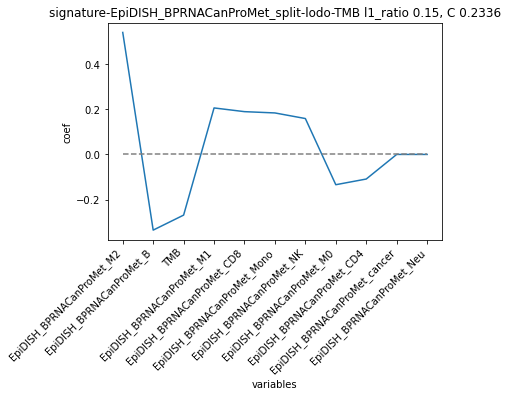 signature-EpiDISH_BPRNACanProMet_split-lodo-TMB l1_ratio 0.15, C 0.2336
0.4
0.2
0.0
−0.2
coef
EpiDISH_BPRNACanProMet_M2
EpiDISH_BPRNACanProMet_B
TMB
EpiDISH_BPRNACanProMet_M1
EpiDISH_BPRNACanProMet_CD8
EpiDISH_BPRNACanProMet_Mono
EpiDISH_BPRNACanProMet_NK
EpiDISH_BPRNACanProMet_M0
EpiDISH_BPRNACanProMet_CD4
EpiDISH_BPRNACanProMet_cancer
EpiDISH_BPRNACanProMet_Neu
variables